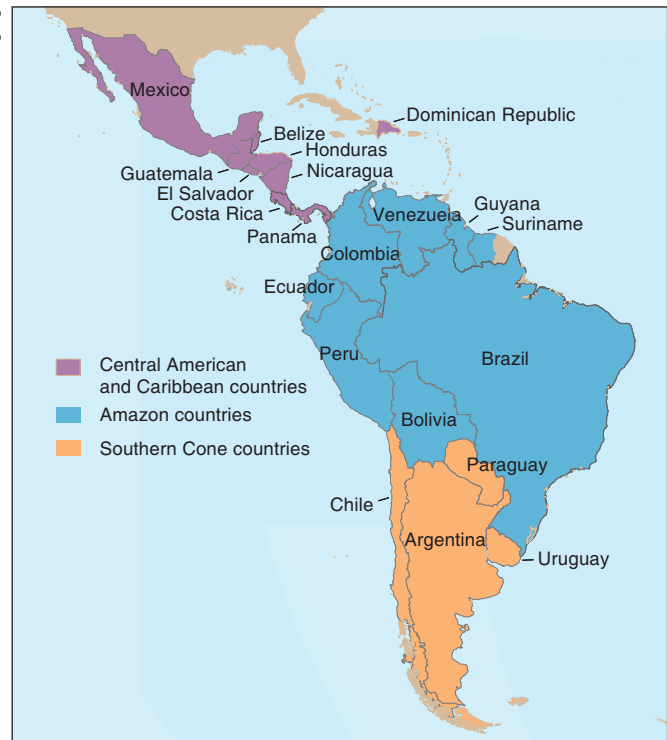 Mexico
Dominican Republic
Belize
Honduras
Guatemala
Nicaragua
El Salvador
Costa Rica
Panama
Venezuela
Guyana
Suriname
Colombia
Ecuador
Peru
Brazil
Central American
and Caribbean countries
Amazon countries
Southern Cone countries
Bolivia
Paraguay
Chile
Argentina
Uruguay